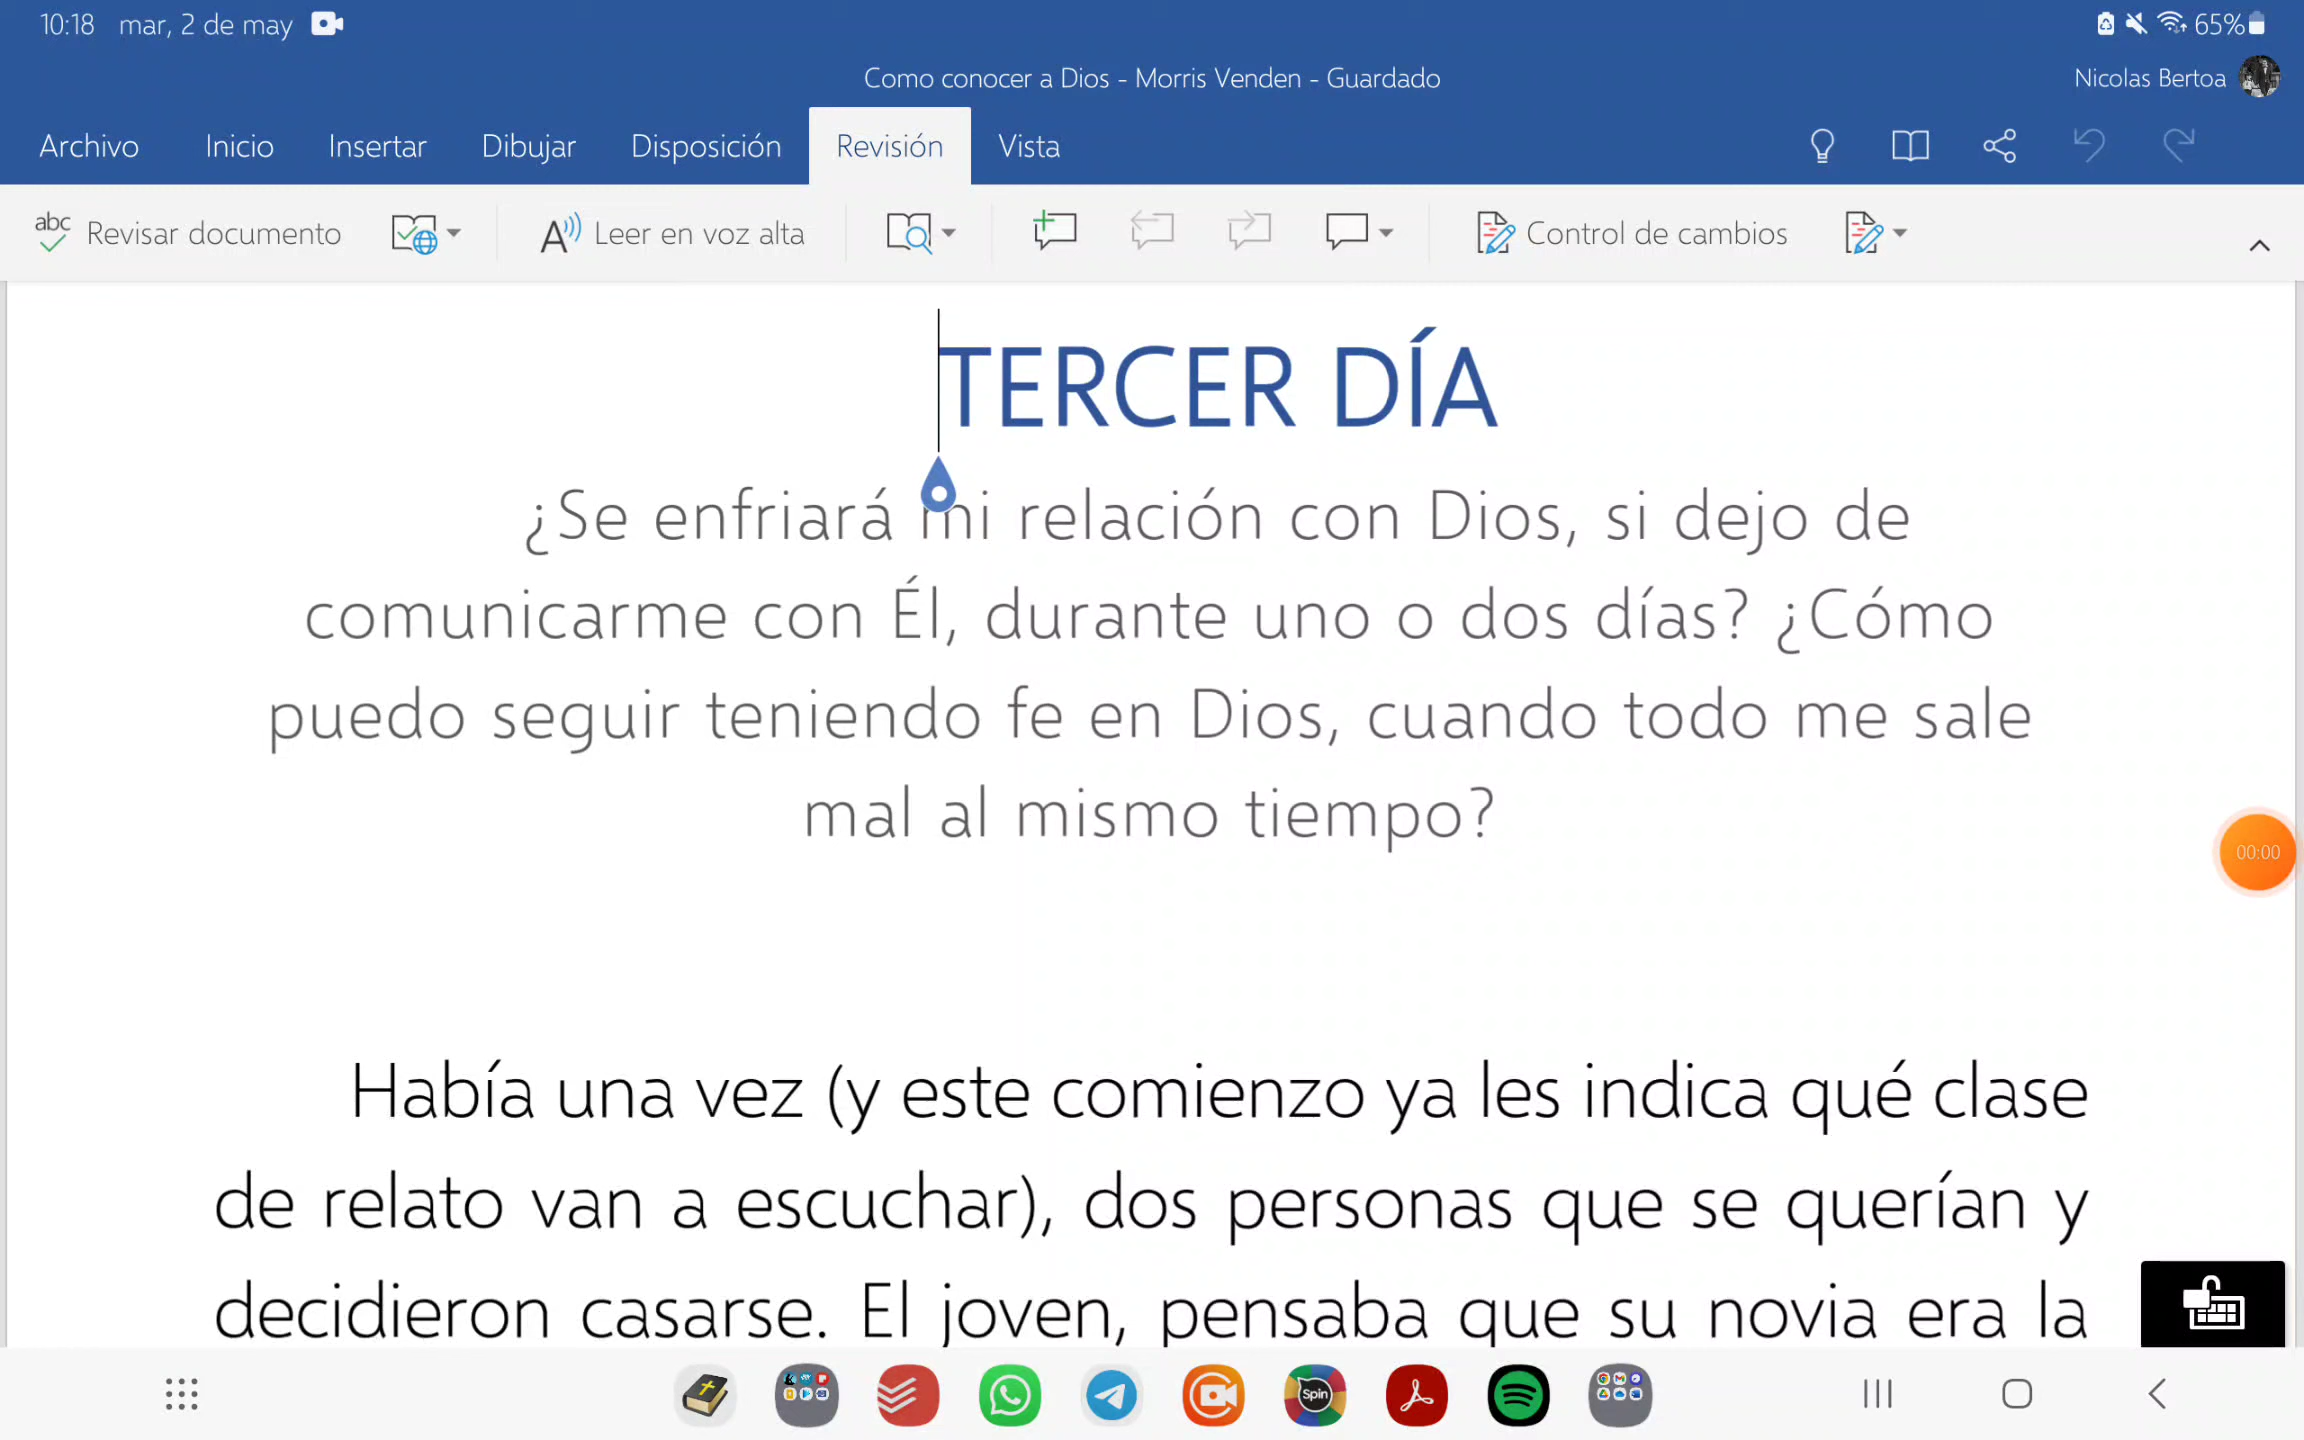 10:18 mar, 2 de may 65%
Como conocer a Dios - Morris Venden - Guardado
Nicolas Bertoa
Archivo Inicio Insertar Dibujar Disposición Revisión Vista
abc Revisar documento A Leer en voz alta Control de cambios
TERCER DÍA
¿Se enfriará mi relación con Dios, si dejo de
comunicarme con Él, durante uno o dos días? ¿Cómo
puedo seguir teniendo fe en Dios, cuando todo me sale
mal al mismo tiempo?
00:00
Había una vez (y este comienzo ya les indica qué clase
de relato van a escuchar), dos personas que se querían y
decidieron casarse. El joven, pensaba que su novia era la
Spin